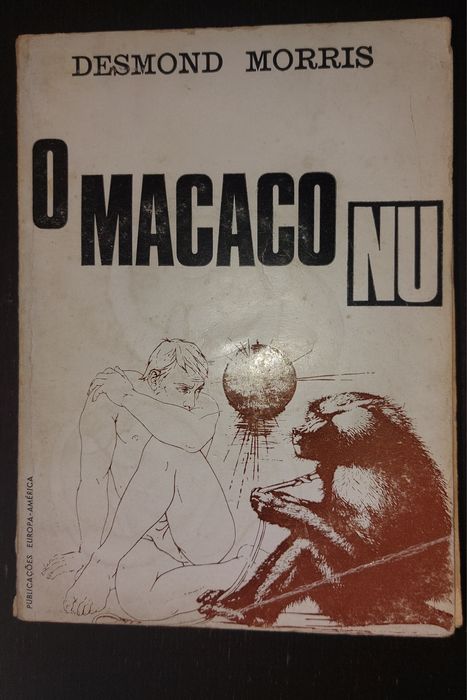 DESMOND MORRIS
O MACACO NU
PUBLICAÇÕES EUROPA-AMÉRICA